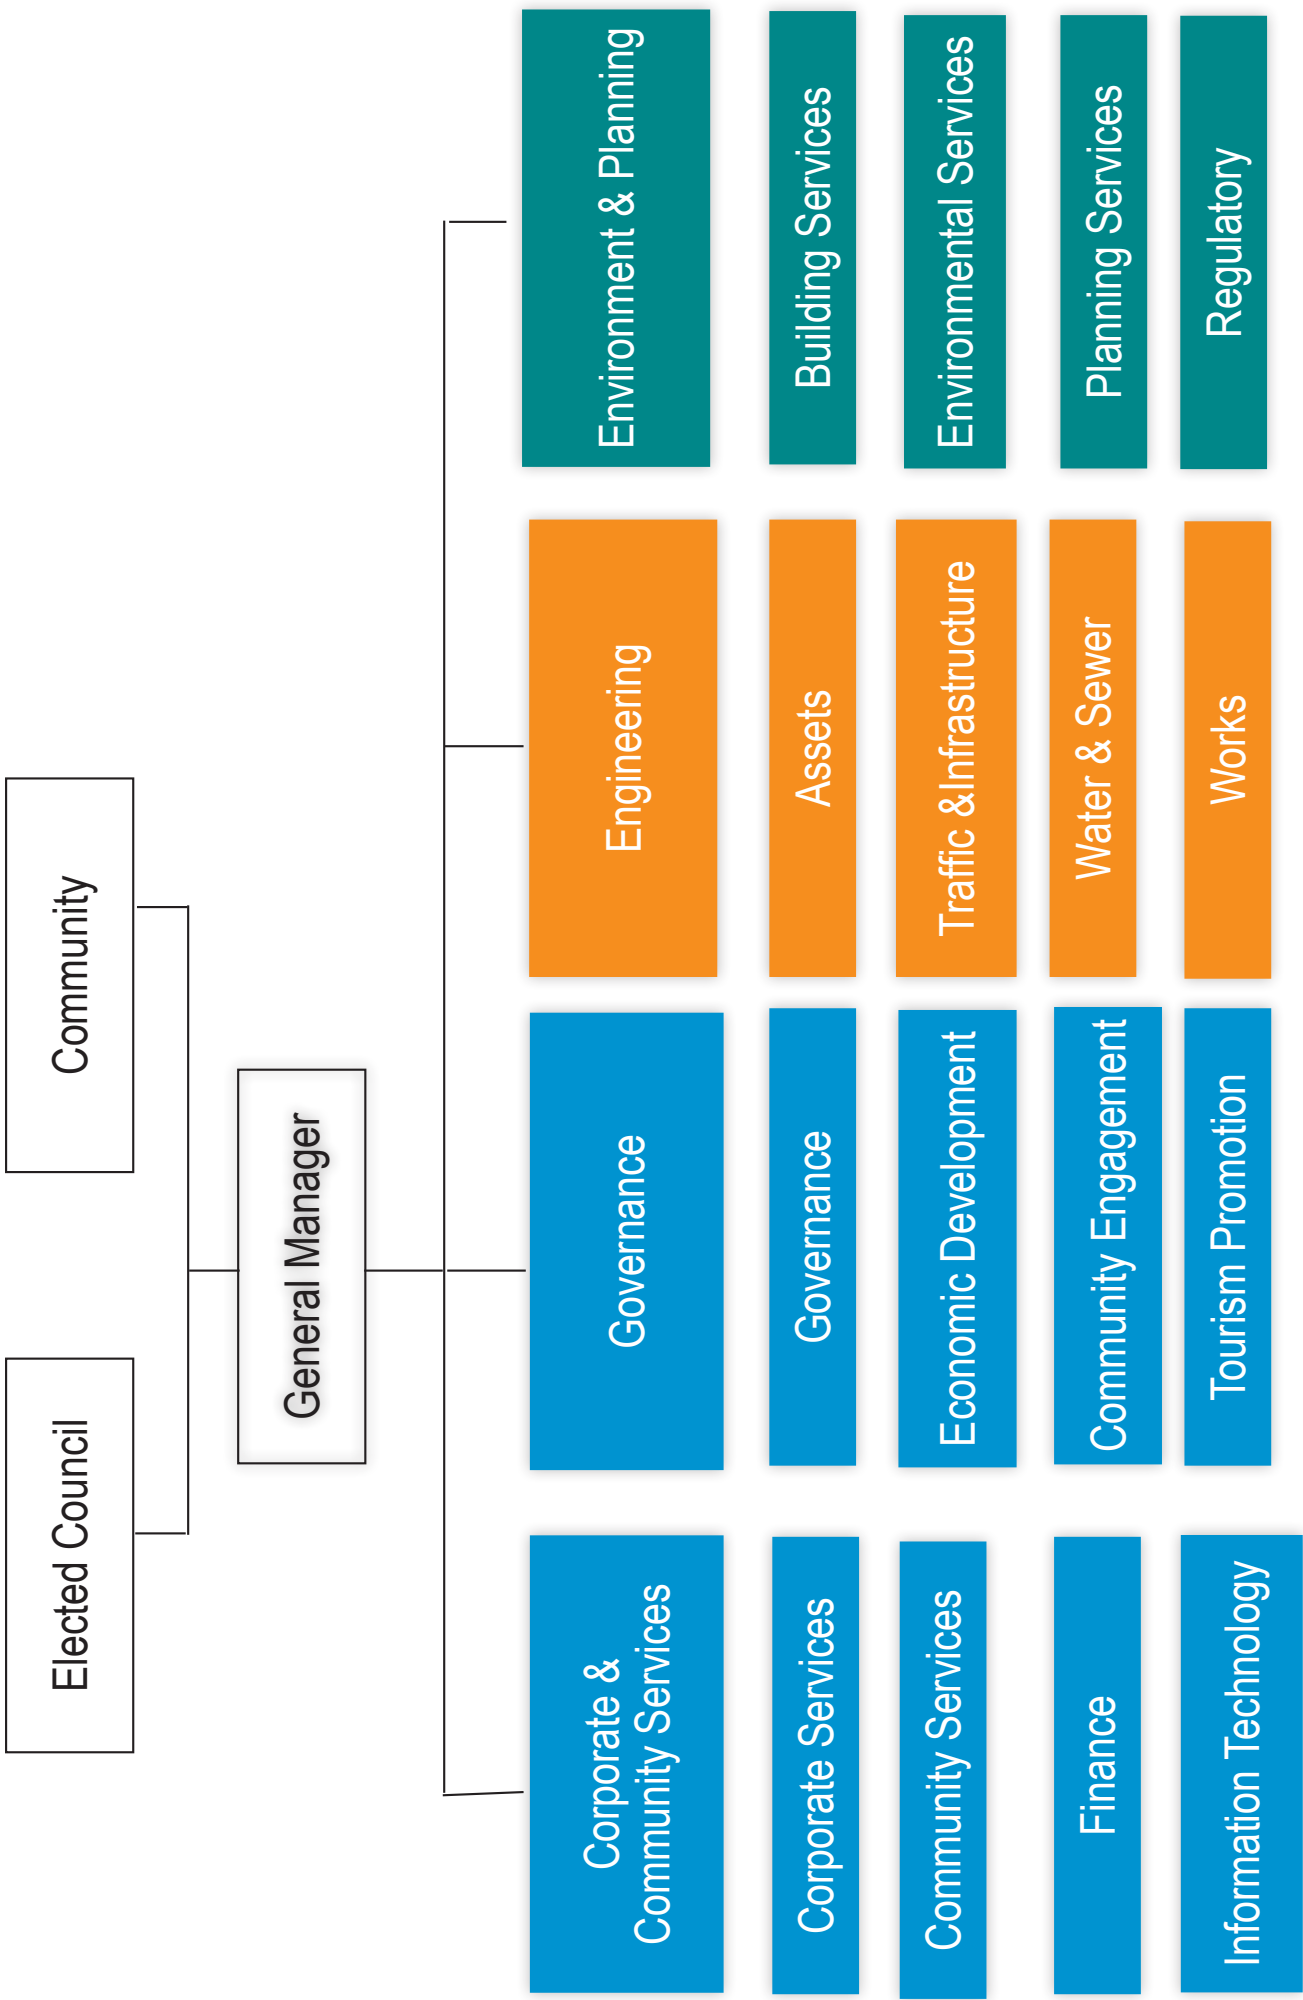 Elected Council
Community
General Manager
Corporate &
Community Services
Governance
Engineering
Environment & Planning
Corporate Services
Governance
Assets
Building Services
Community Services
Economic Development
Traffic &Infrastructure
Environmental Services
Finance
Community Engagement
Water & Sewer
Planning Services
Information Technology
Tourism Promotion
Works
Regulatory